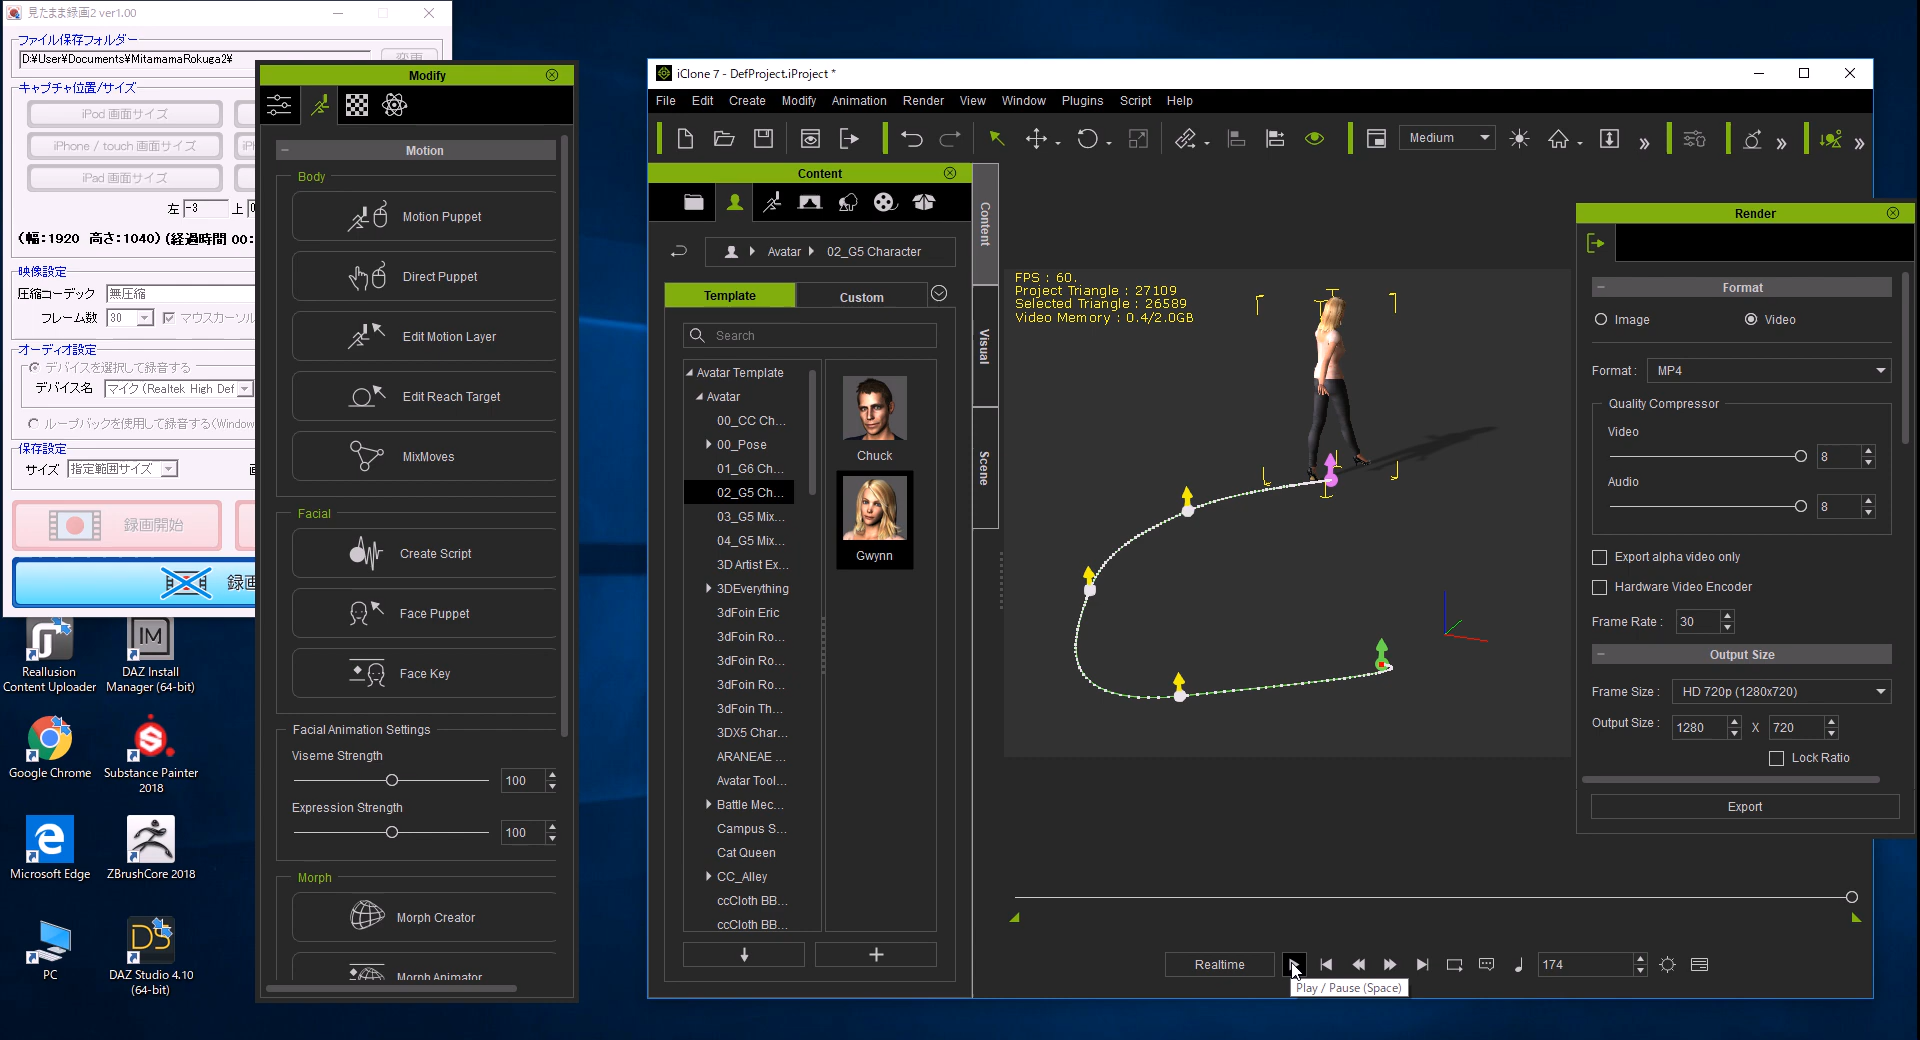 見たまま録画2 ver1.00
ファイル保存フォルダー
D:¥User¥Documents¥MitamamaRokuga2¥
変更
キャプチャ位置/サイズ
iPod 画面サイズ
iPhone / touch 画面サイズ
iPad 画面サイズ
左 -3 上
(幅:1920 高さ:1040) (経過時間 00:
映像設定
圧縮コーデック 無圧縮
フレーム数 30 マウスカーソル
オーディオ設定
デバイスを選択して録音する
デバイス名 マイク (Realtek High Def
ループバックを使用して録音する(Window
保存設定
サイズ 指定範囲サイズ
録画開始
録
Reallusion Content Uploader
DAZ Install Manager (64-bit)
Google Chrome
Substance Painter 2018
Microsoft Edge
ZBrushCore 2018
PC
DAZ Studio 4.10 (64-bit)
Modify
Motion
Body
Motion Puppet
Direct Puppet
Edit Motion Layer
Edit Reach Target
MixMoves
Facial
Create Script
Face Puppet
Face Key
Facial Animation Settings
Viseme Strength
100
Expression Strength
100
Morph
Morph Creator
Morph Animator
iClone 7 - DefProject.iProject *
File Edit Create Modify Animation Render View Window Plugins Script Help
Medium
Content
Avatar 02_G5 Character
Template Custom
Search
Avatar Template
Avatar
00_CC Ch...
00_Pose
01_G6 Ch...
02_G5 Ch...
03_G5 Mix...
04_G5 Mix...
3D Artist Ex...
3DEverything
3dFoin Eric
3dFoin Ro...
3dFoin Ro...
3dFoin Ro...
3dFoin Th...
3DX5 Char...
ARANEAE ...
Avatar Tool...
Battle Mec...
Campus S...
Cat Queen
CC_Alley
ccCloth BB...
ccCloth BB...
Chuck
Gwynn
Content
Visual
Scene
FPS : 60.
Project Triangle : 27109
Selected Triangle : 26589
Video Memory : 0.4/2.0GB
Realtime
174
Play / Pause (Space)
Render
Format
Image Video
Format : MP4
Quality Compressor
Video
8
Audio
8
Export alpha video only
Hardware Video Encoder
Frame Rate : 30
Output Size
Frame Size : HD 720p (1280x720)
Output Size : 1280 X 720
Lock Ratio
Export